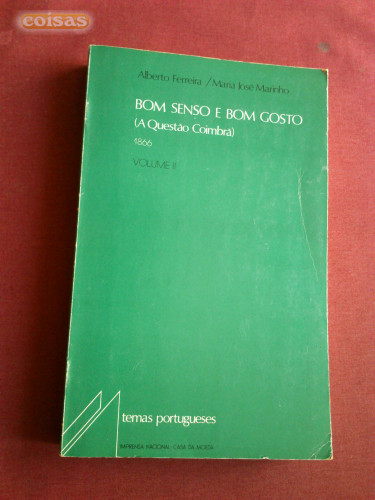 coisas
Alberto Ferreira / Maria José Marinho
BOM SENSO E BOM GOSTO
(A Questão Coimbrã)
1866
VOLUME II
temas portugueses
IMPRENSA NACIONAL - CASA DA MOEDA